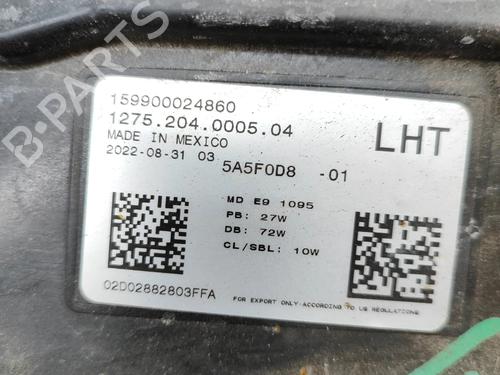 159900024860
1275.204.0005.04
LHT
MADE IN MEXICO
2022-08-31 03
5A5F0D8 -01
MD E9 1095
PB: 27W
DB: 72W
CL/SBL: 10W
02D02882803FFA
FOR EXPORT ONLY-ACCORDING TO US REGULATIONS
B-PARTS